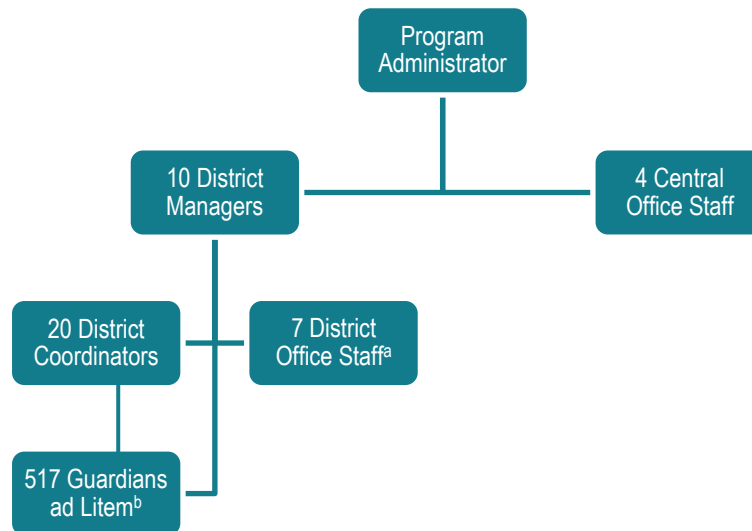 Program
Administrator
10 District
Managers
4 Central
Office Staff
20 District
Coordinators
7 District
Office Staffᵃ
517 Guardians
ad Litemᵇ